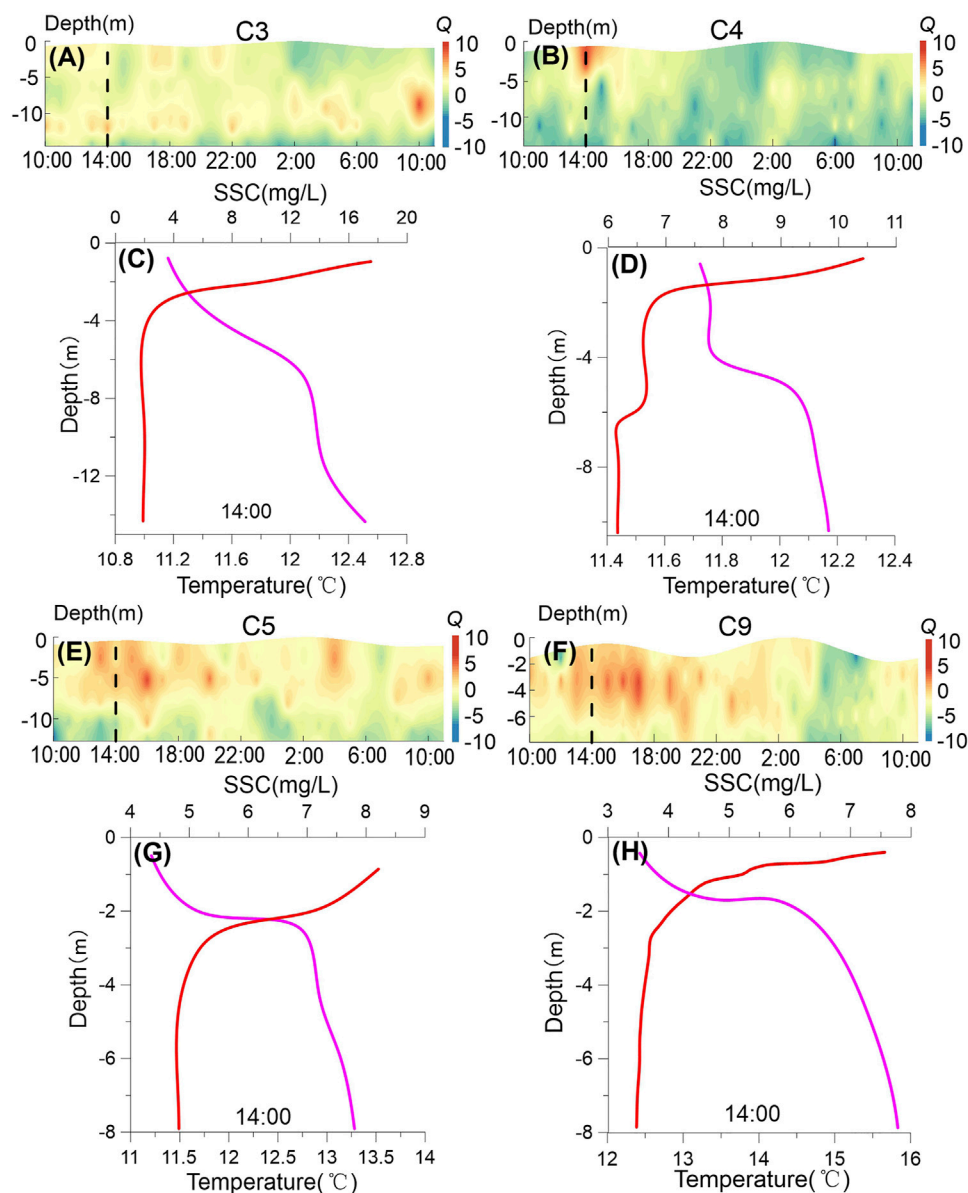 Depth(m) C3 Q
(A)
0
-5
-10
10
5
0
-5
-10
10:00 14:00 18:00 22:00 2:00 6:00 10:00
SSC(mg/L)
0 4 8 12 16 20
Depth(m) C4 Q
(B)
0
-5
-10
10
5
0
-5
-10
10:00 14:00 18:00 22:00 2:00 6:00 10:00
SSC(mg/L)
6 7 8 9 10 11
(C)
Depth(m)
0
-4
-8
-12
14:00
10.8 11.2 11.6 12 12.4 12.8
Temperature(℃)
(D)
Depth(m)
0
-4
-8
14:00
11.4 11.6 11.8 12 12.2 12.4
Temperature(℃)
Depth(m) C5 Q
(E)
0
-5
-10
10
5
0
-5
-10
10:00 14:00 18:00 22:00 2:00 6:00 10:00
SSC(mg/L)
4 5 6 7 8 9
Depth(m) C9 Q
(F)
0
-2
-4
-6
10
5
0
-5
-10
10:00 14:00 18:00 22:00 2:00 6:00 10:00
SSC(mg/L)
3 4 5 6 7 8
(G)
Depth(m)
0
-2
-4
-6
-8
14:00
11 11.5 12 12.5 13 13.5 14
Temperature(℃)
(H)
Depth(m)
0
-2
-4
-6
-8
14:00
12 13 14 15 16
Temperature(℃)